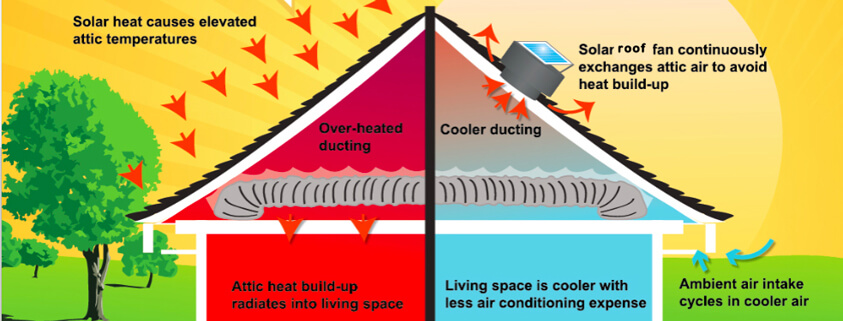 Solar heat causes elevated
attic temperatures
Solar roof fan continuously
exchanges attic air to avoid
heat build-up
Over-heated
ducting
Cooler ducting
Attic heat build-up
radiates into living space
Living space is cooler with
less air conditioning expense
Ambient air intake
cycles in cooler air